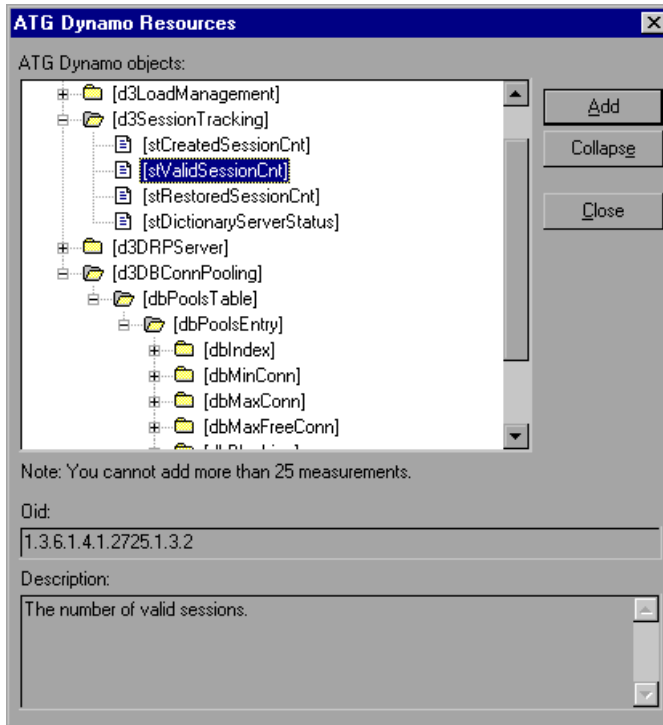 ATG Dynamo Resources
ATG Dynamo objects:
[d3LoadManagement]
[d3SessionTracking]
[stCreatedSessionCnt]
[stValidSessionCnt]
[stRestoredSessionCnt]
[stDictionaryServerStatus]
[d3DRPServer]
[d3DBConnPooling]
[dbPoolsTable]
[dbPoolsEntry]
[dbIndex]
[dbMinConn]
[dbMaxConn]
[dbMaxFreeConn]
Add
Collapse
Close
Note: You cannot add more than 25 measurements.
Oid:
1.3.6.1.4.1.2725.1.3.2
Description:
The number of valid sessions.